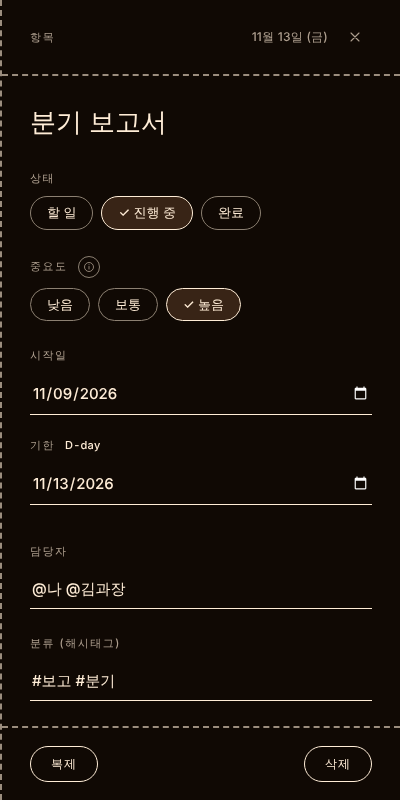 항목 11월 13일 (금)
분기 보고서
상태
할 일 진행 중 완료
중요도
낮음 보통 높음
시작일
11/09/2026
기한 D-day
11/13/2026
담당자
@나 @김과장
분류 (해시태그)
#보고 #분기
복제 삭제